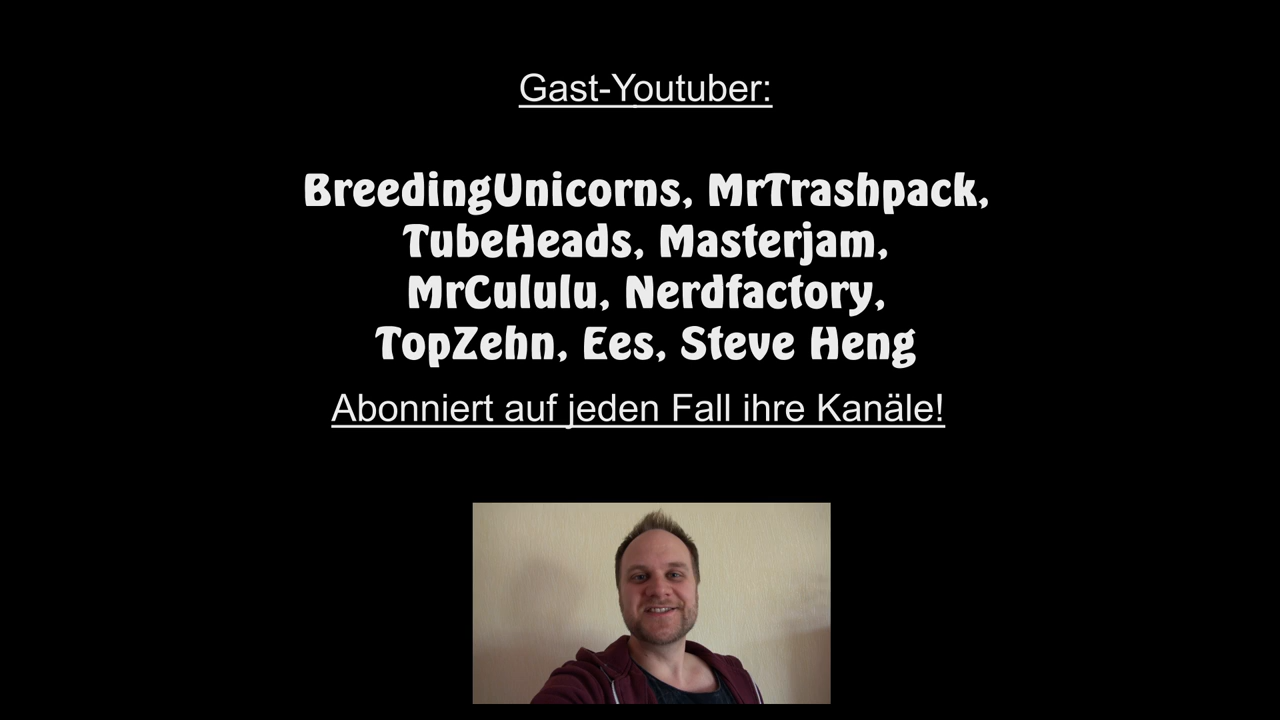 Gast-Youtuber:
BreedingUnicorns, MrTrashpack,
TubeHeads, Masterjam,
MrCululu, Nerdfactory,
TopZehn, Ees, Steve Heng
Abonniert auf jeden Fall ihre Kanäle!